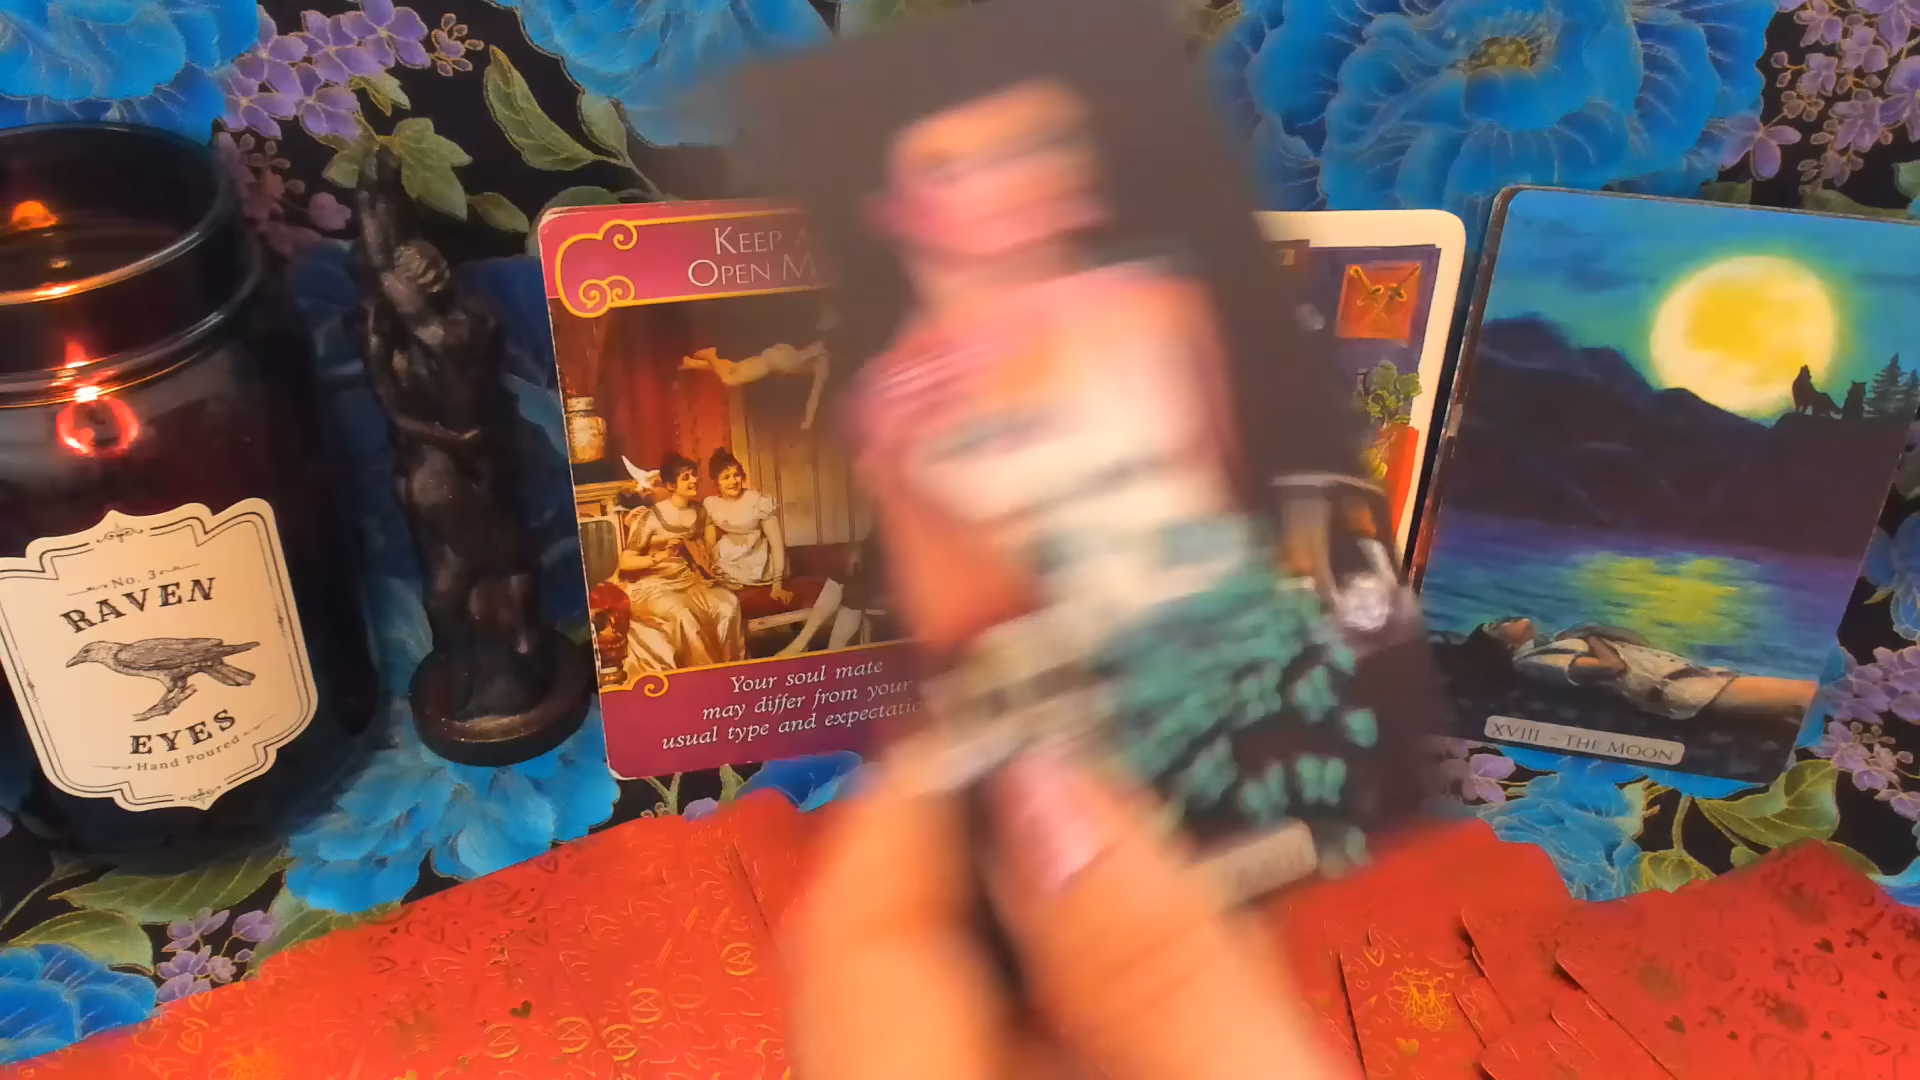 No. 3
RAVEN
EYES
Hand Poured
KEEP
OPEN
Your soul mate
may differ from your
usual type and
XVIII - THE MOON